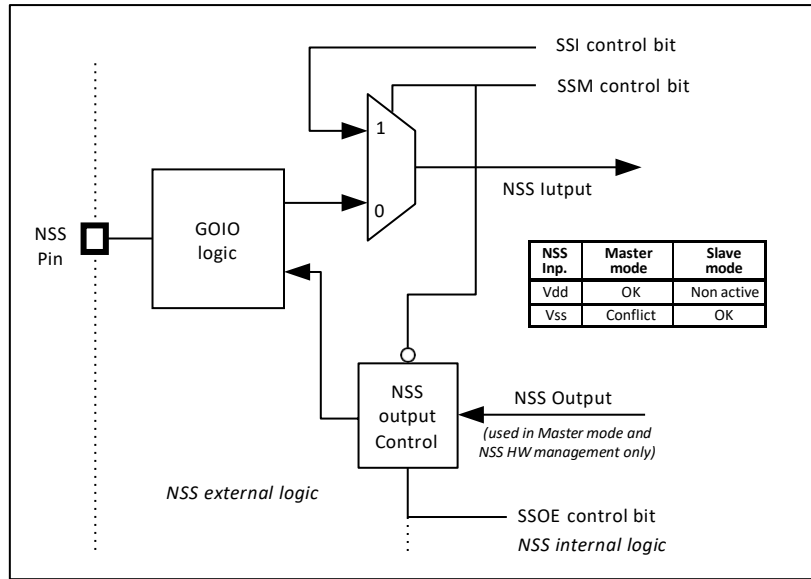 SSI control bit
SSM control bit
1
0
NSS Iutput
NSS
Pin
GOIO
logic
NSS Inp. Master mode Slave mode
Vdd OK Non active
Vss Conflict OK
NSS
output
Control
NSS Output
(used in Master mode and
NSS HW management only)
NSS external logic
SSOE control bit
NSS internal logic